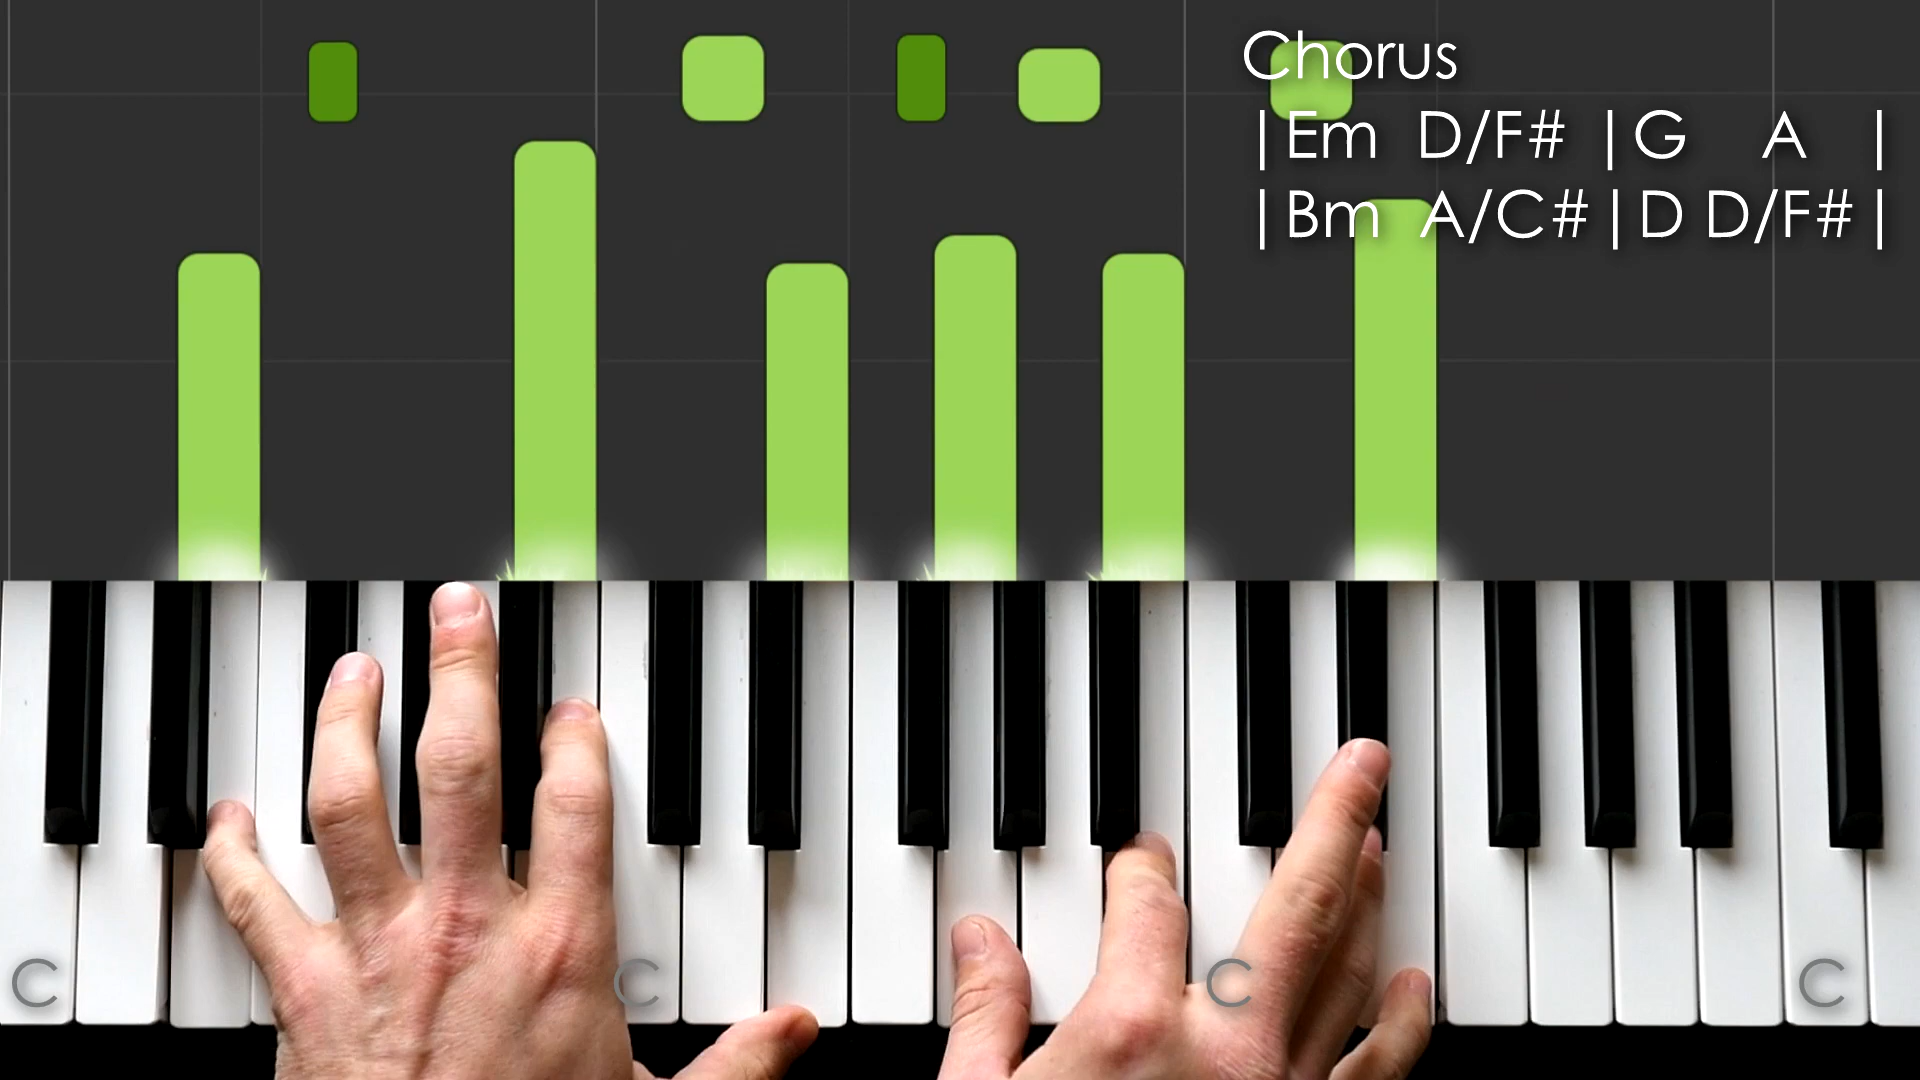 Chorus
|Em D/F# |G A |
|Bm A/C#|D D/F#|
C C C C